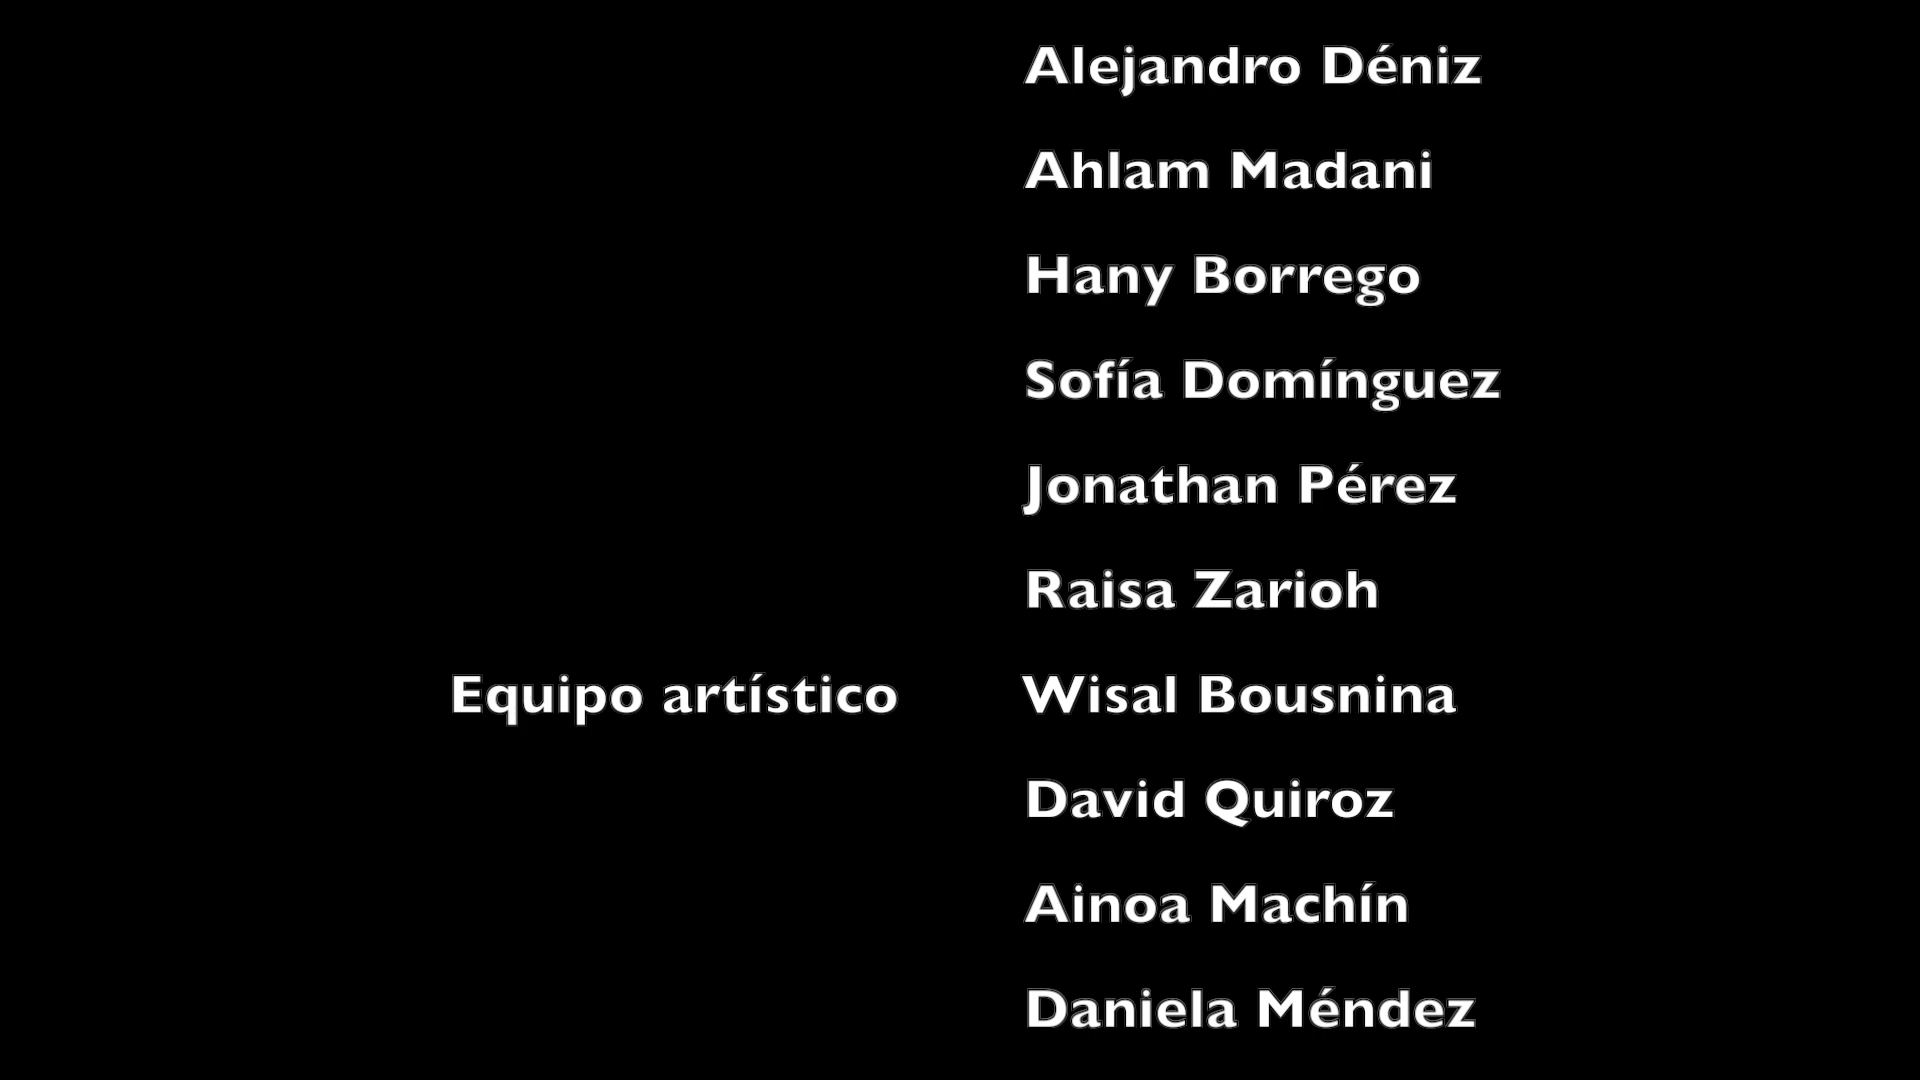 Alejandro Déniz
Ahlam Madani
Hany Borrego
Sofía Domínguez
Jonathan Pérez
Raisa Zarioh
Equipo artístico Wisal Bousnina
David Quiroz
Ainoa Machín
Daniela Méndez